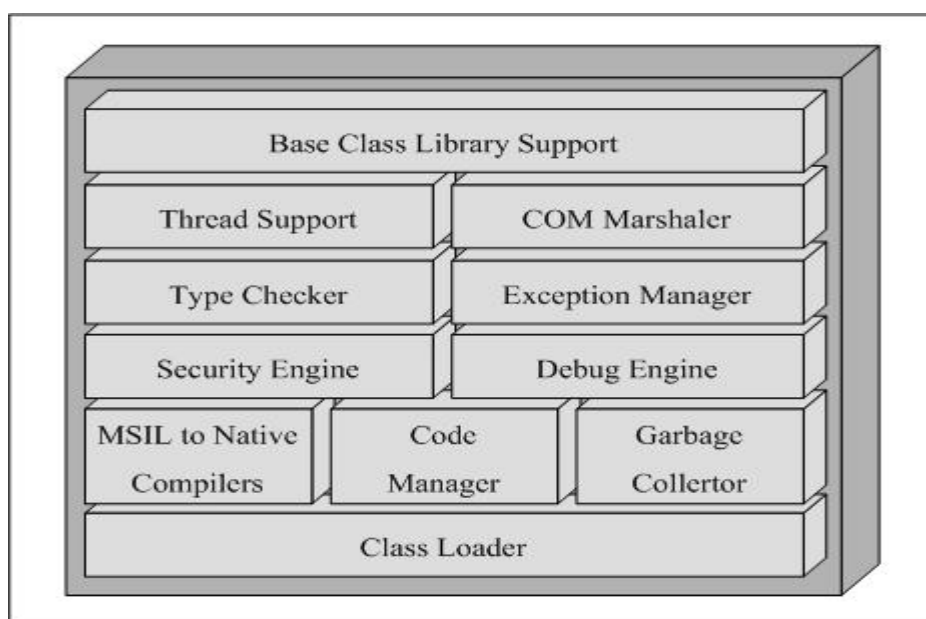 Base Class Library Support
Thread Support
COM Marshaler
Type Checker
Exception Manager
Security Engine
Debug Engine
MSIL to Native
Compilers
Code
Manager
Garbage
Collertor
Class Loader